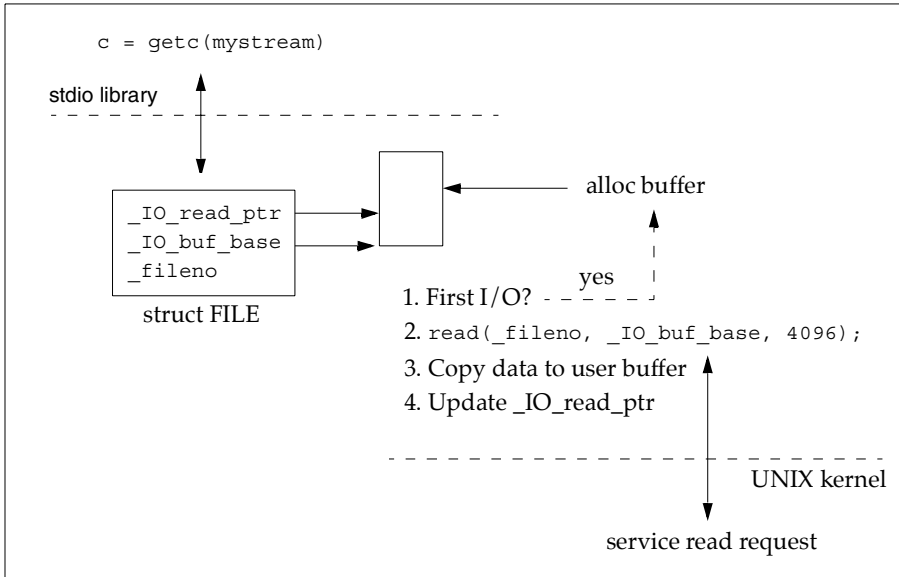 c = getc(mystream)
stdio library
alloc buffer
_IO_read_ptr
_IO_buf_base
_fileno
struct FILE
yes
1. First I/O?
2. read(_fileno, _IO_buf_base, 4096);
3. Copy data to user buffer
4. Update _IO_read_ptr
UNIX kernel
service read request